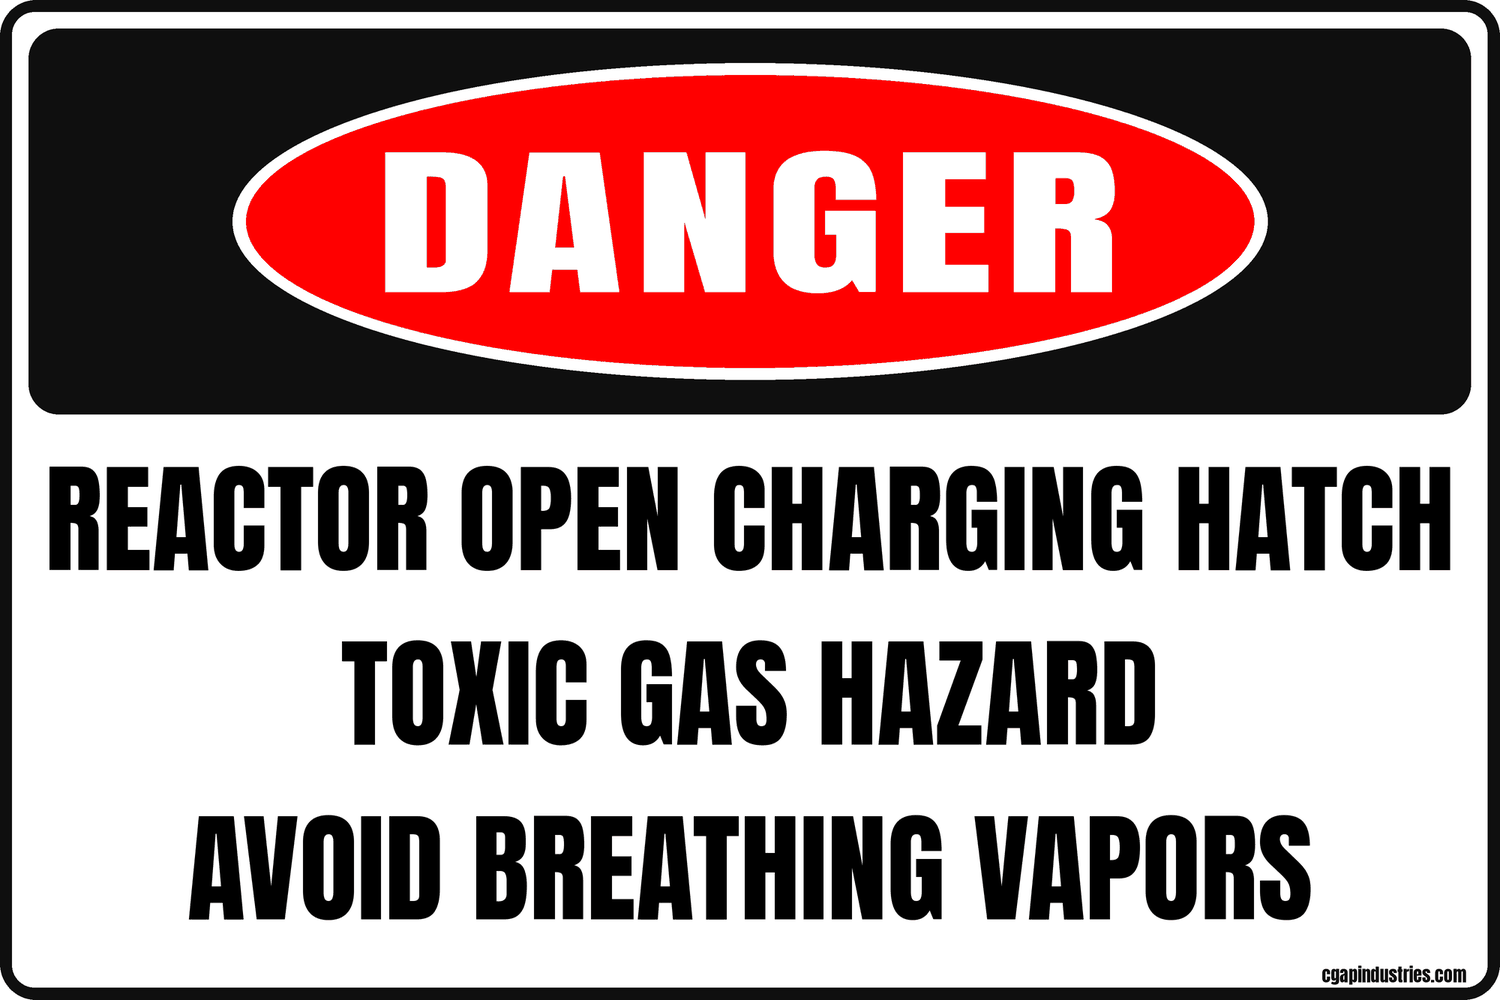 DANGER
REACTOR OPEN CHARGING HATCH
TOXIC GAS HAZARD
AVOID BREATHING VAPORS
cgapindustries.com